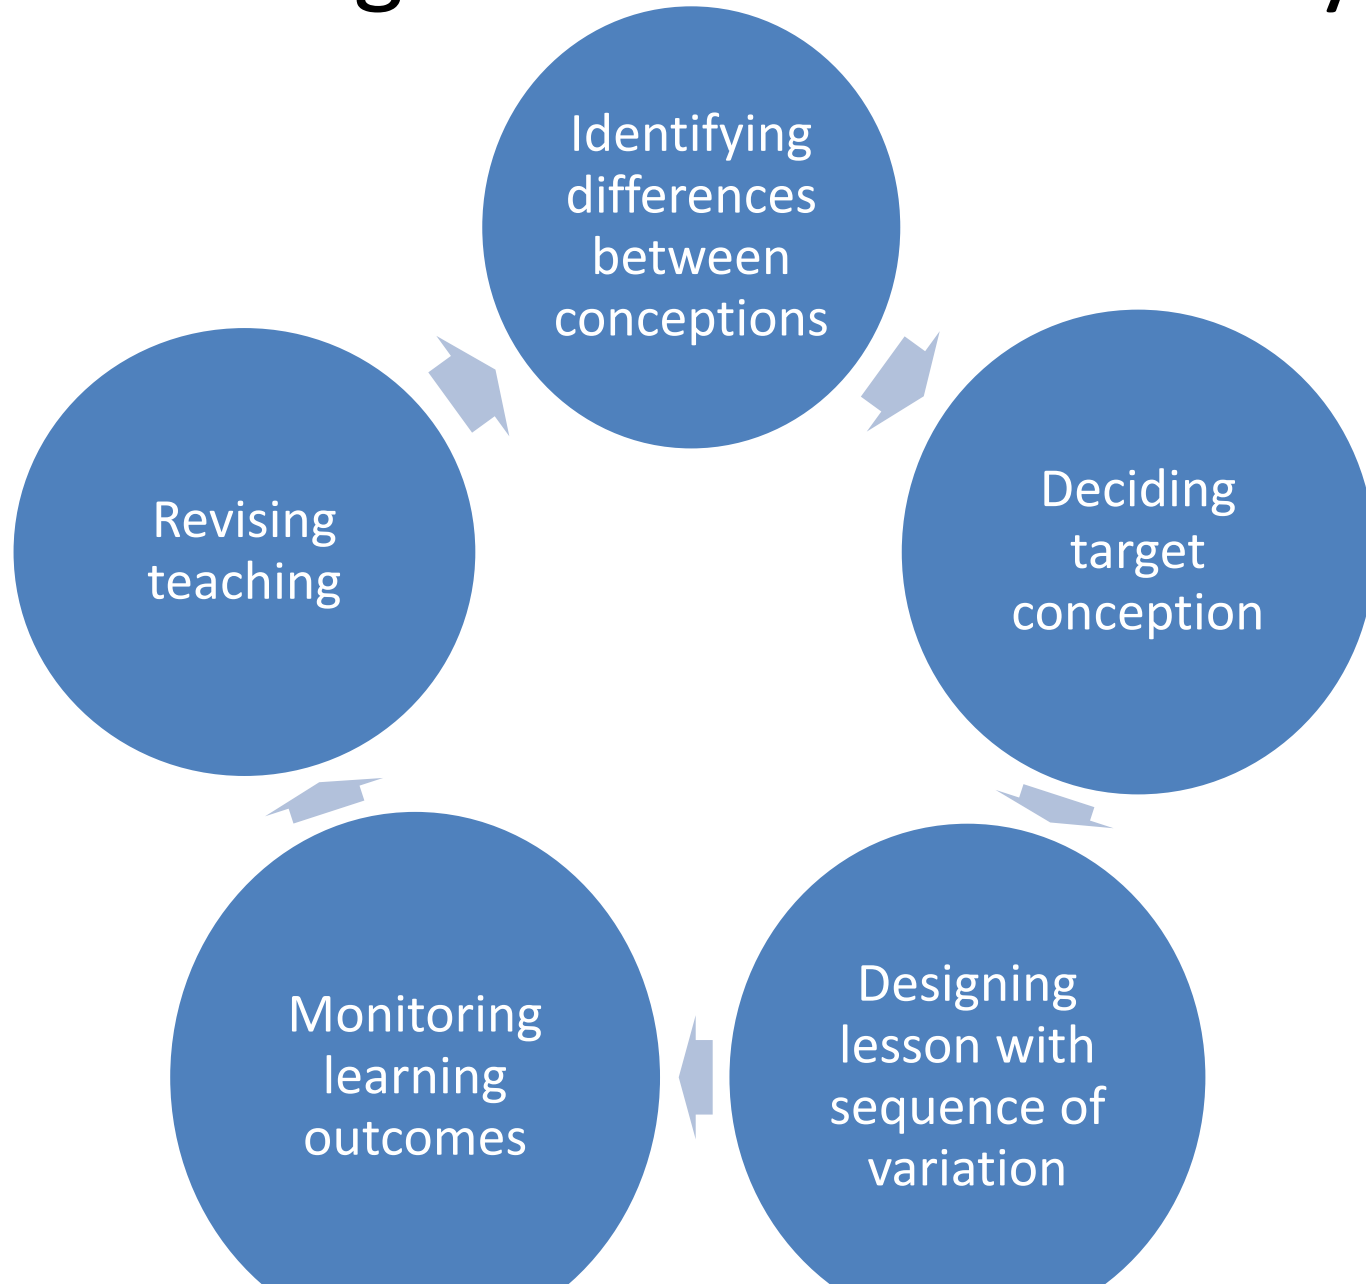 Identifying
differences
between
conceptions
Deciding
target
conception
Designing
lesson with
sequence of
variation
Monitoring
learning
outcomes
Revising
teaching